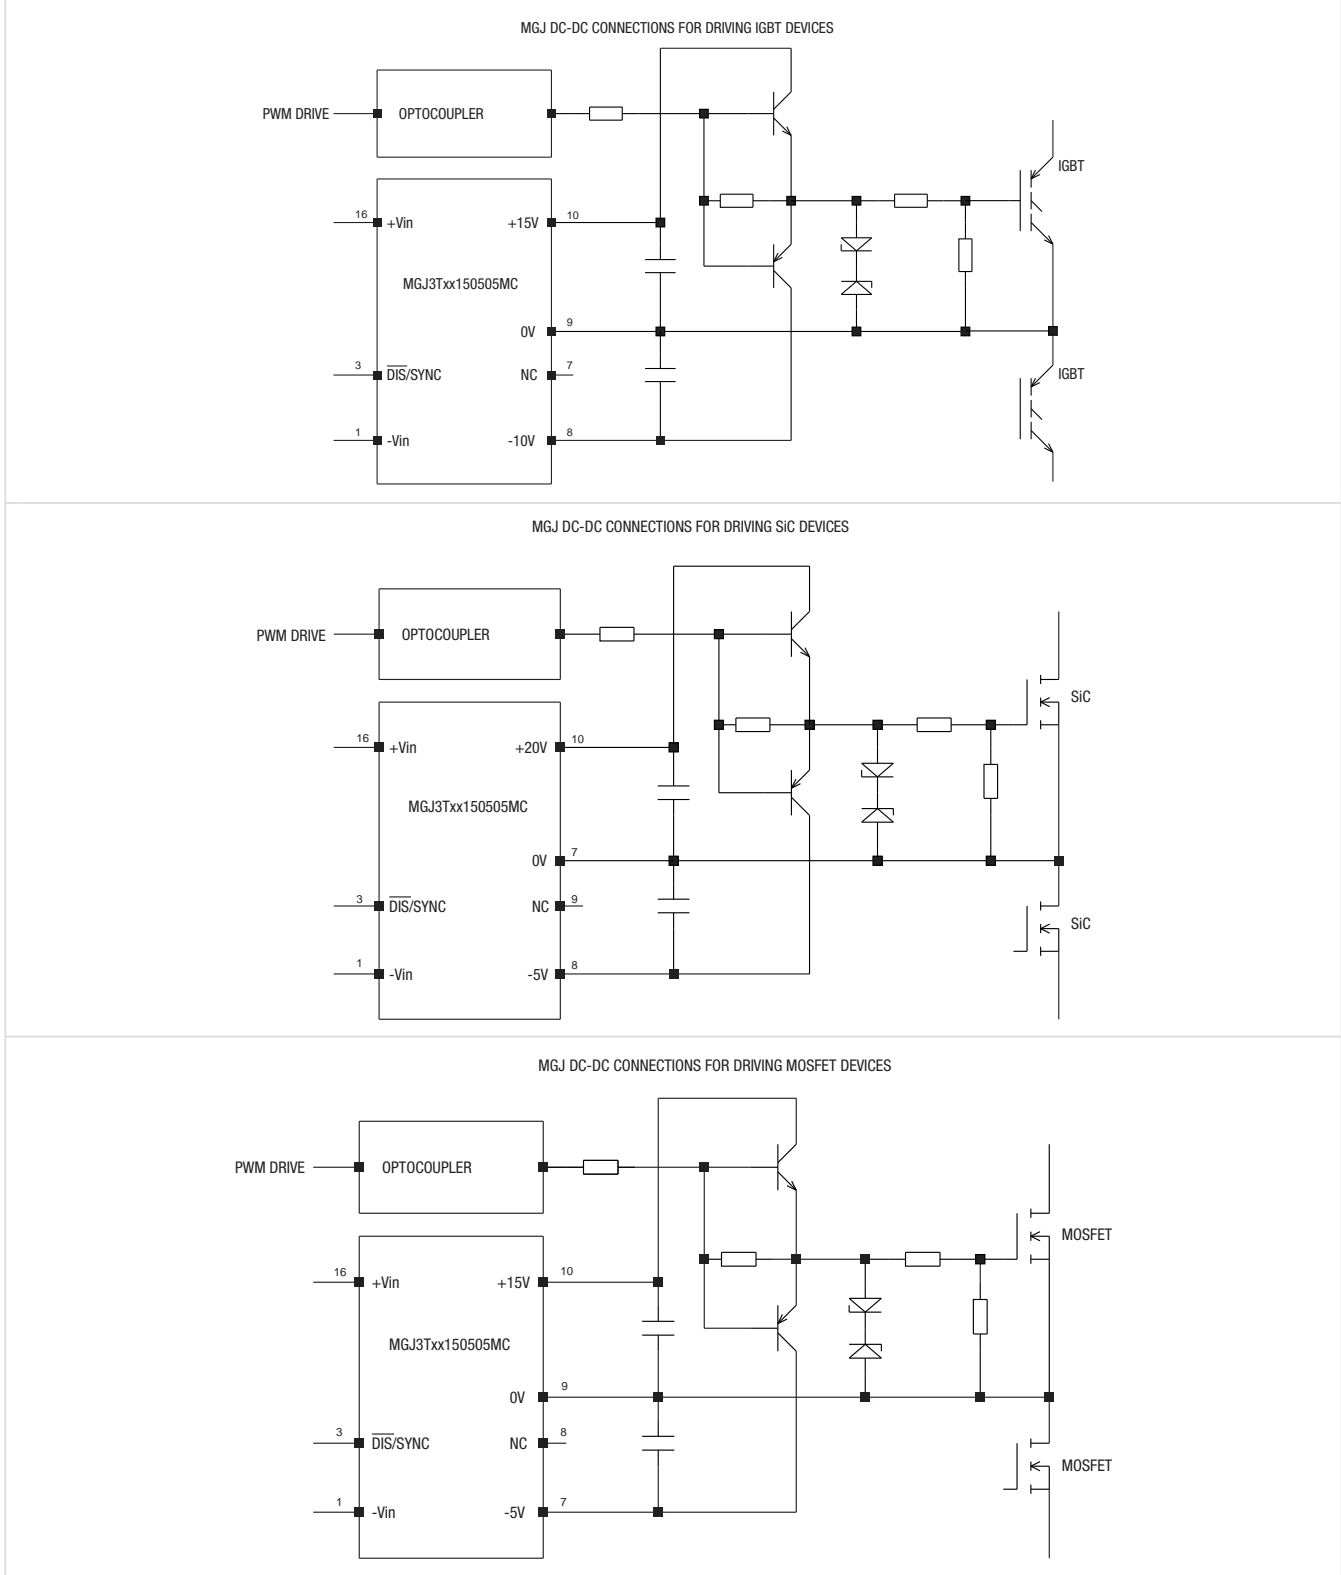 MGJ DC-DC CONNECTIONS FOR DRIVING IGBT DEVICES
PWM DRIVE
OPTOCOUPLER
IGBT
16 +Vin
+15V 10
MGJ3Txx150505MC
0V 9
3 DIS/SYNC
NC 7
IGBT
1 -Vin
-10V 8
MGJ DC-DC CONNECTIONS FOR DRIVING SiC DEVICES
PWM DRIVE
OPTOCOUPLER
SiC
16 +Vin
+20V 10
MGJ3Txx150505MC
0V 7
3 DIS/SYNC
NC 9
SiC
1 -Vin
-5V 8
MGJ DC-DC CONNECTIONS FOR DRIVING MOSFET DEVICES
PWM DRIVE
OPTOCOUPLER
MOSFET
16 +Vin
+15V 10
MGJ3Txx150505MC
0V 9
3 DIS/SYNC
NC 8
MOSFET
1 -Vin
-5V 7